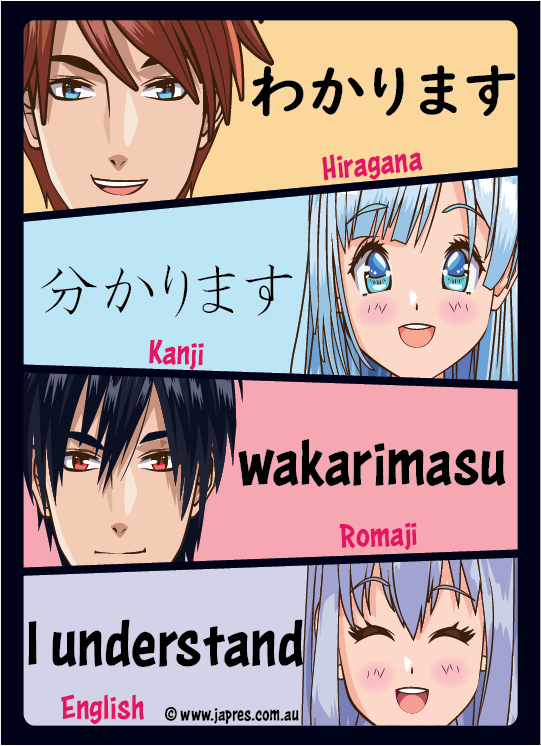 わかります
Hiragana
分かります
Kanji
wakarimasu
Romaji
I understand
English
© www.japres.com.au